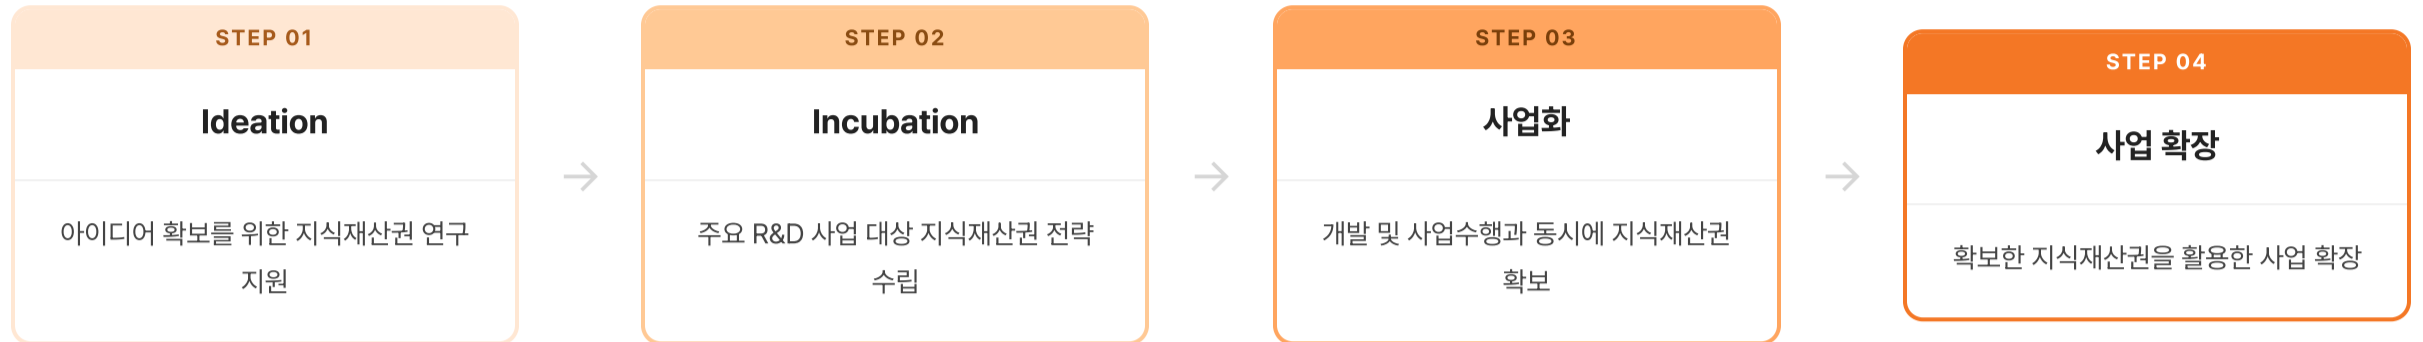 STEP 01
Ideation
아이디어 확보를 위한 지식재산권 연구
지원
STEP 02
Incubation
주요 R&D 사업 대상 지식재산권 전략
수립
STEP 03
사업화
개발 및 사업수행과 동시에 지식재산권
확보
STEP 04
사업 확장
확보한 지식재산권을 활용한 사업 확장